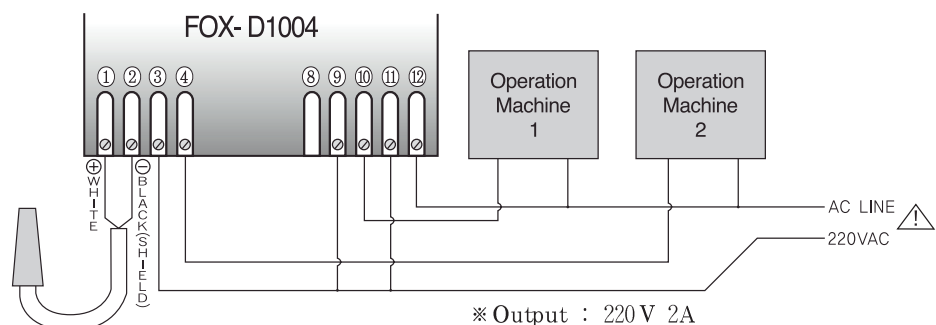 FOX- D1004
① ② ③ ④ ⑧ ⑨ ⑩ ⑪ ⑫
Operation
Machine
1
Operation
Machine
2
⊕ WHITE
⊖ BLACK(SHIELD)
AC LINE
220VAC
※ Output : 220 V 2A